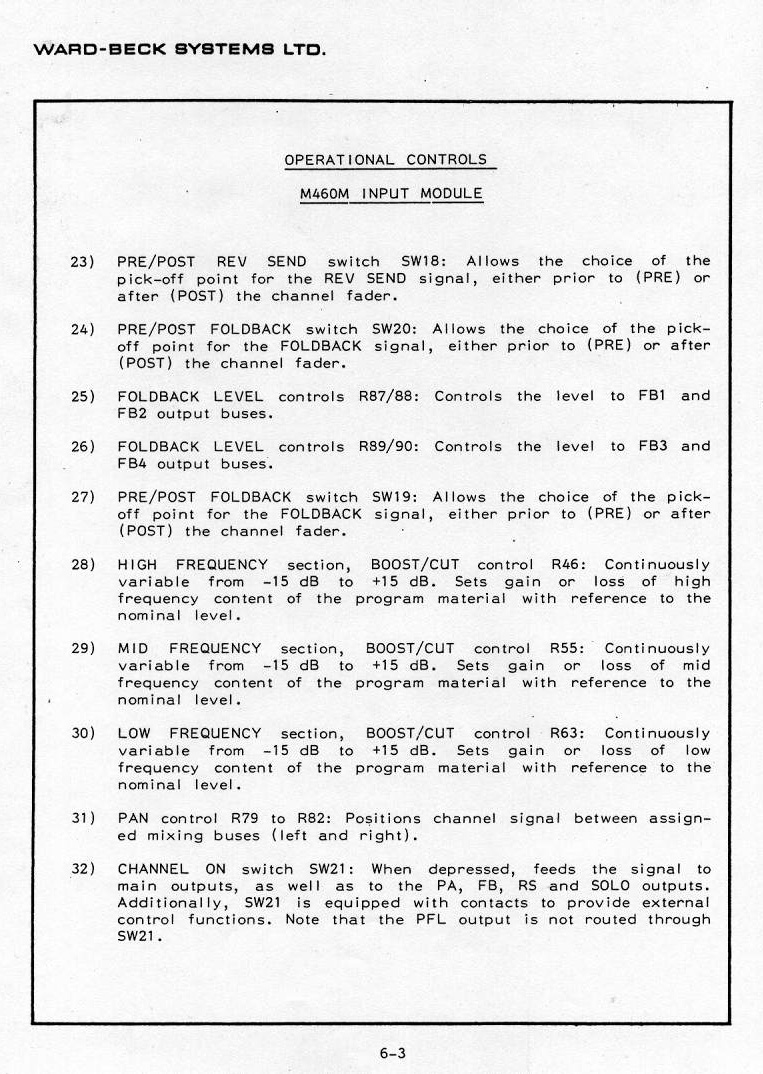 WARD-BECK SYSTEMS LTD.
OPERATIONAL CONTROLS
M460M INPUT MODULE
23) PRE/POST REV SEND switch SW18: Allows the choice of the
pick-off point for the REV SEND signal, either prior to (PRE) or
after (POST) the channel fader.
24) PRE/POST FOLDBACK switch SW20: Allows the choice of the pick-
off point for the FOLDBACK signal, either prior to (PRE) or after
(POST) the channel fader.
25) FOLDBACK LEVEL controls R87/88: Controls the level to FB1 and
FB2 output buses.
26) FOLDBACK LEVEL controls R89/90: Controls the level to FB3 and
FB4 output buses.
27) PRE/POST FOLDBACK switch SW19: Allows the choice of the pick-
off point for the FOLDBACK signal, either prior to (PRE) or after
(POST) the channel fader.
28) HIGH FREQUENCY section, BOOST/CUT control R46: Continuously
variable from -15 dB to +15 dB. Sets gain or loss of high
frequency content of the program material with reference to the
nominal level.
29) MID FREQUENCY section, BOOST/CUT control R55: Continuously
variable from -15 dB to +15 dB. Sets gain or loss of mid
frequency content of the program material with reference to the
nominal level.
30) LOW FREQUENCY section, BOOST/CUT control R63: Continuously
variable from -15 dB to +15 dB. Sets gain or loss of low
frequency content of the program material with reference to the
nominal level.
31) PAN control R79 to R82: Positions channel signal between assign-
ed mixing buses (left and right).
32) CHANNEL ON switch SW21: When depressed, feeds the signal to
main outputs, as well as to the PA, FB, RS and SOLO outputs.
Additionally, SW21 is equipped with contacts to provide external
control functions. Note that the PFL output is not routed through
SW21.
6-3